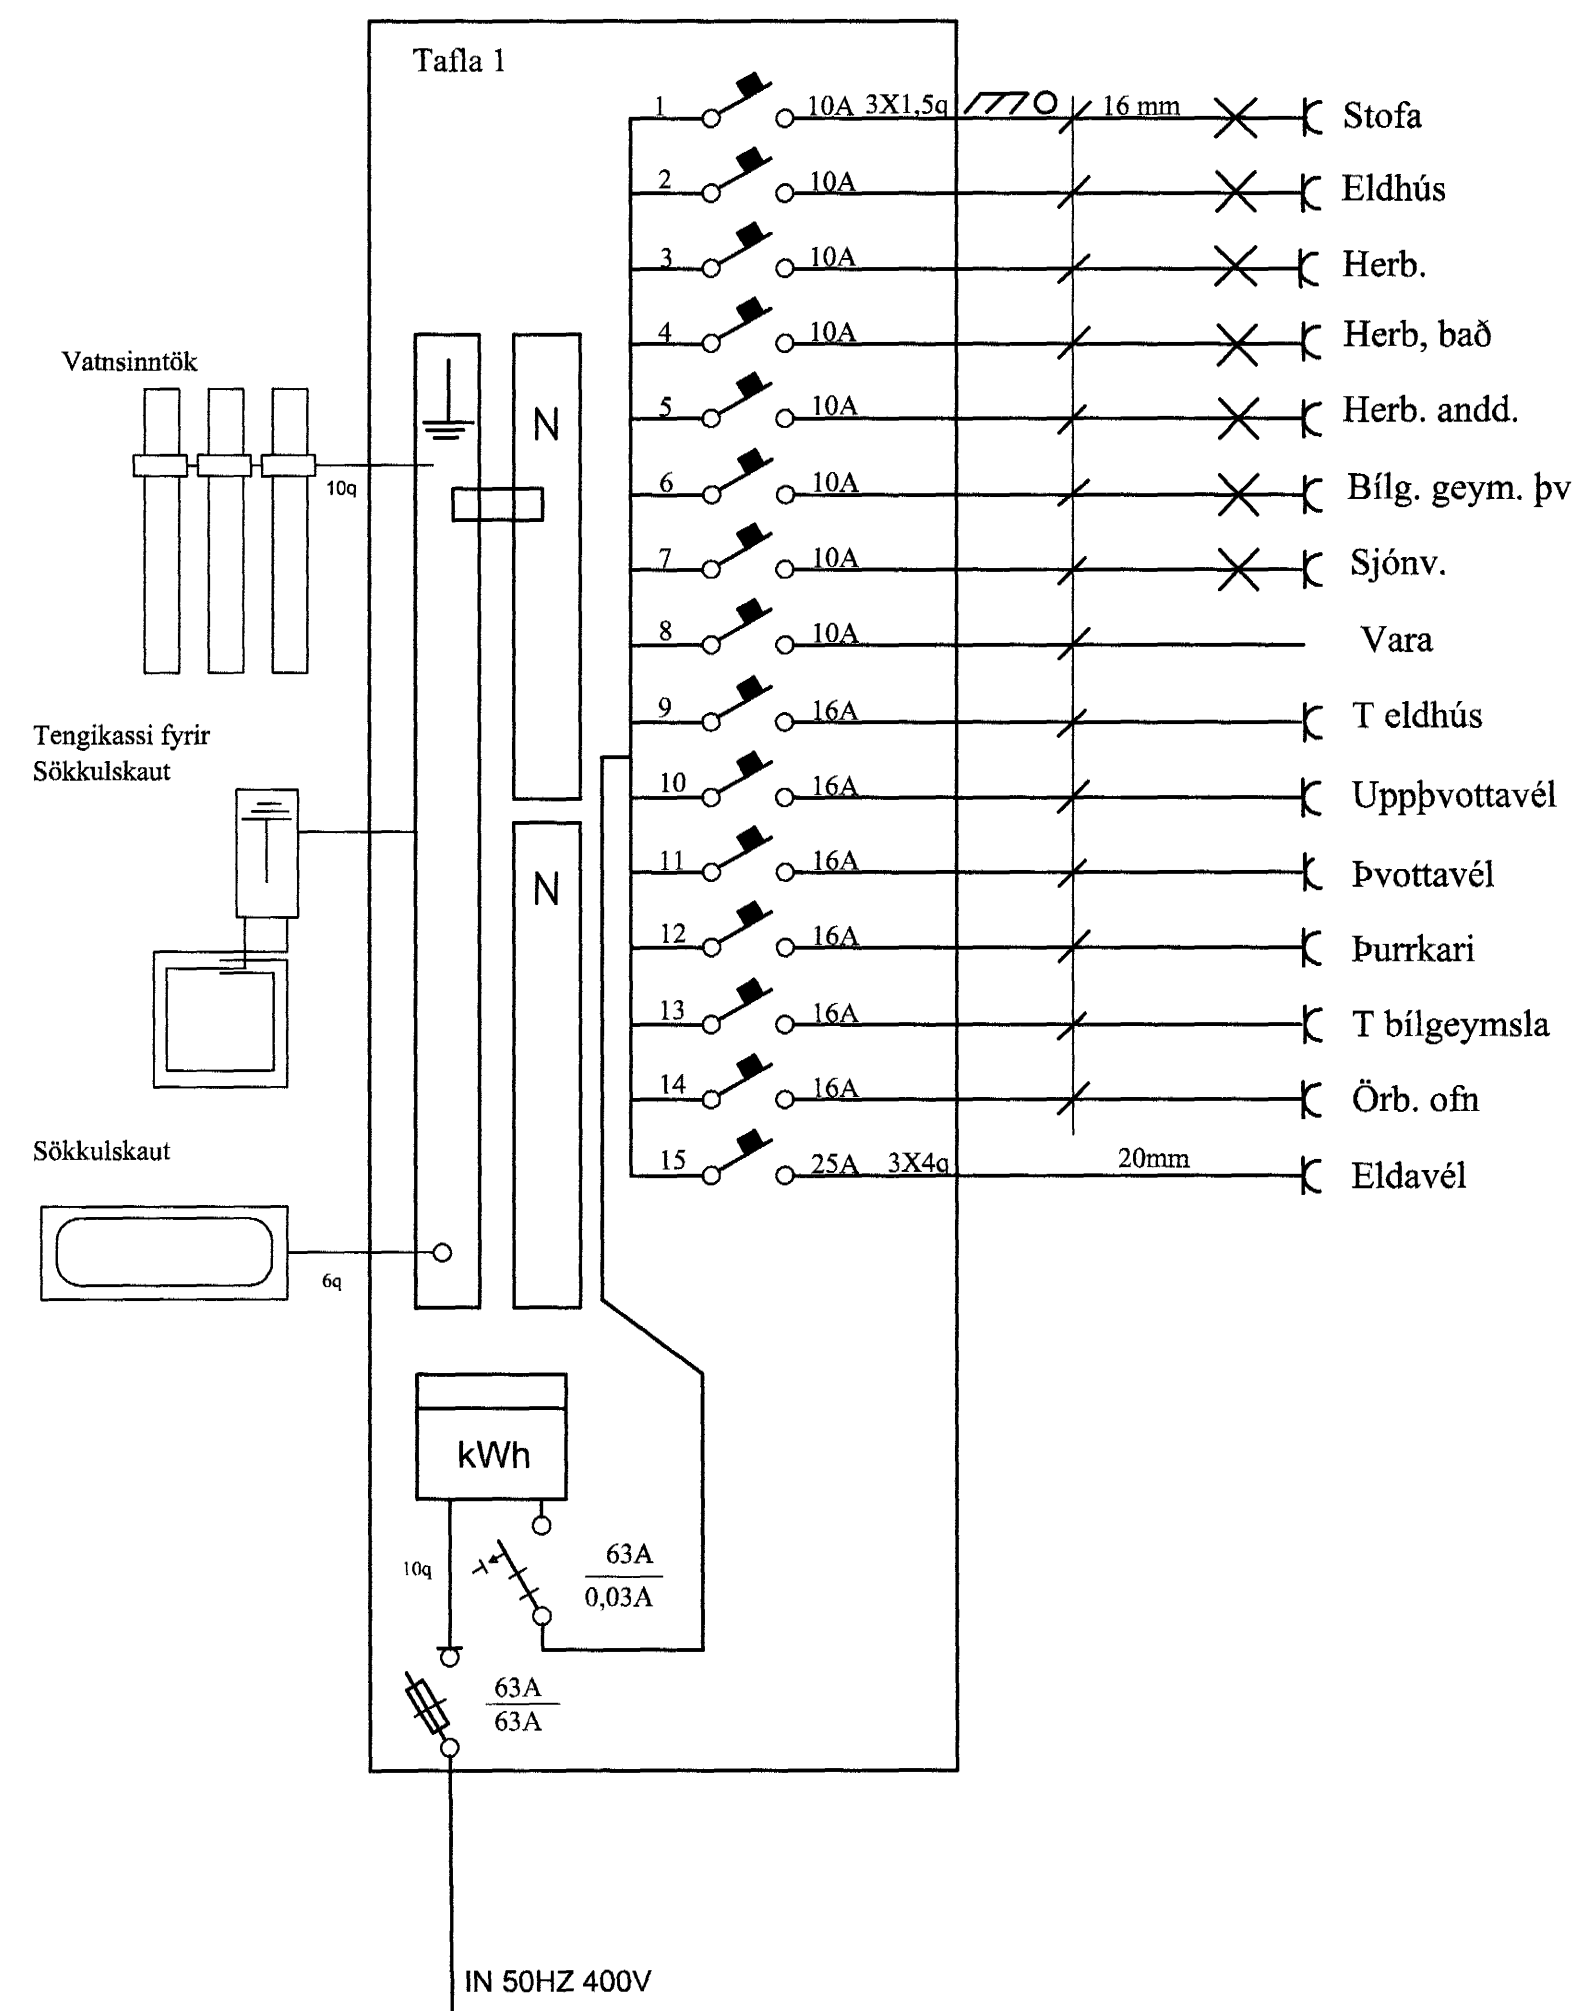 Tafla 1
1 10A 3X1,5q 16 mm Stofa
2 10A Eldhús
3 10A Herb.
4 10A Herb, bað
5 10A Herb. andd.
6 10A Bílg. geym. þv
7 10A Sjónv.
8 10A Vara
9 16A T eldhús
10 16A Uppþvottavél
11 16A Þvottavél
12 16A Þurrkari
13 16A T bílgeymsla
14 16A Örb. ofn
15 25A 3X4q 20mm Eldavél
Vatnsinntök
10q
N
Tengikassi fyrir
Sökkulskaut
N
Sökkulskaut
6q
kWh
10q
63A
0,03A
63A
63A
IN 50HZ 400V